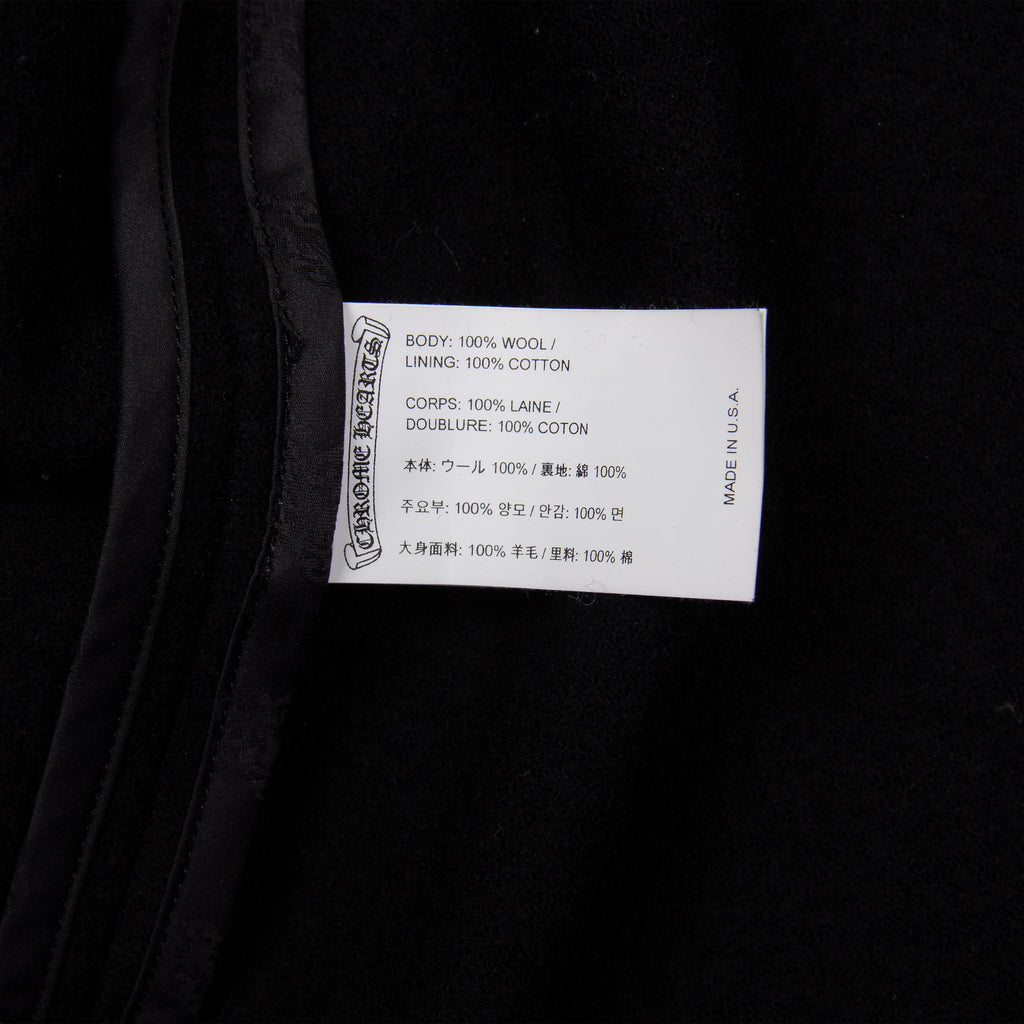 CHROME HEARTS
BODY: 100% WOOL /
LINING: 100% COTTON
CORPS: 100% LAINE /
DOUBLURE: 100% COTON
本体: ウール 100% / 裏地: 綿 100%
주요부: 100% 양모 / 안감: 100% 면
大身面料: 100% 羊毛 / 里料: 100% 棉
MADE IN U.S.A.